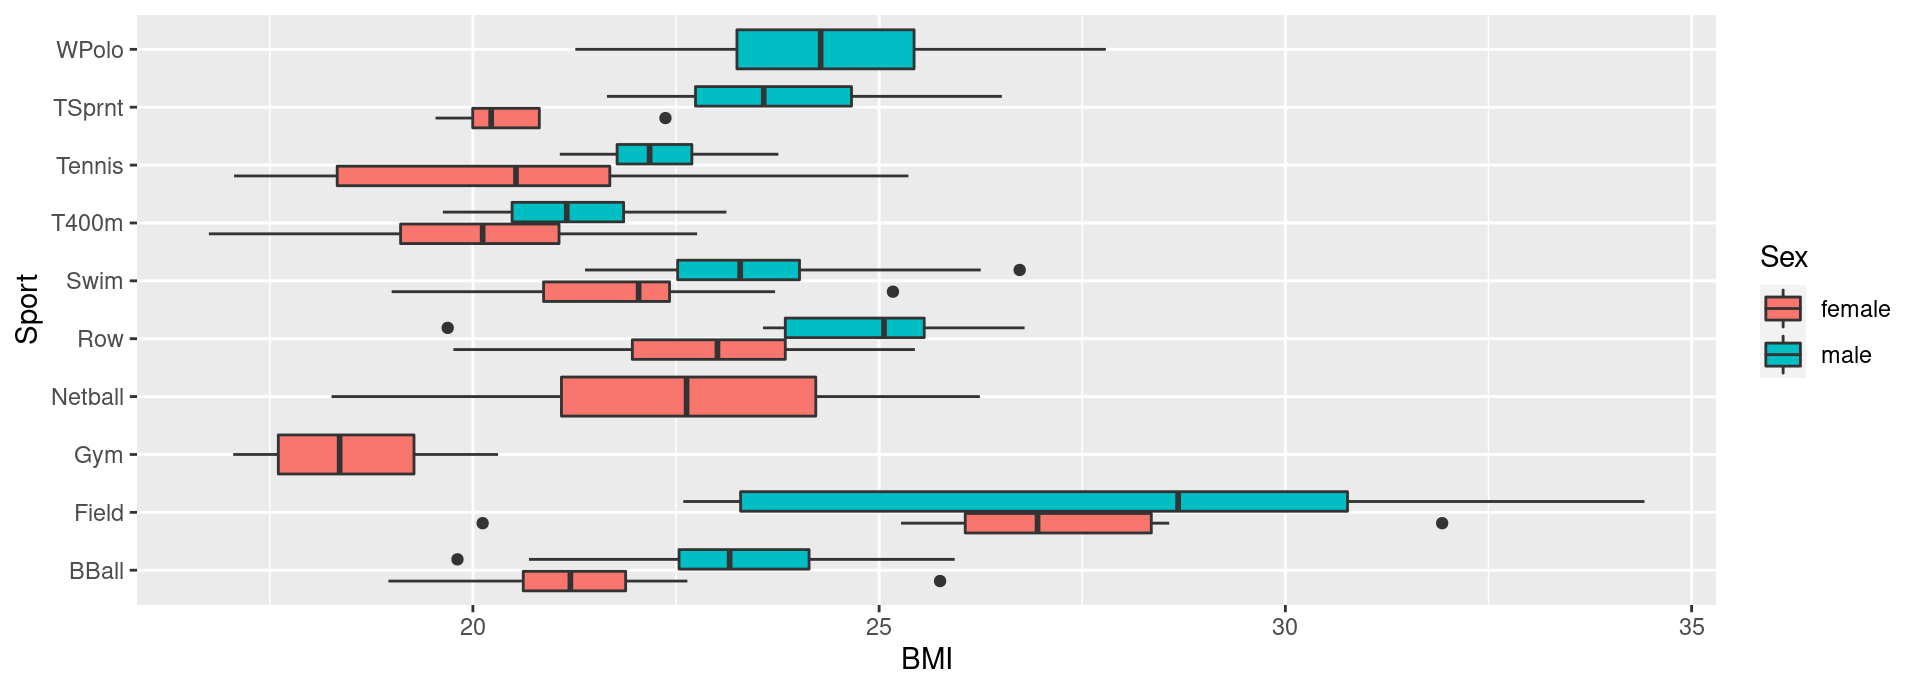 WPolo
TSprnt
Tennis
T400m
Swim
Row
Netball
Gym
Field
BBall
Sport
20 25 30 35
BMI
Sex
female
male